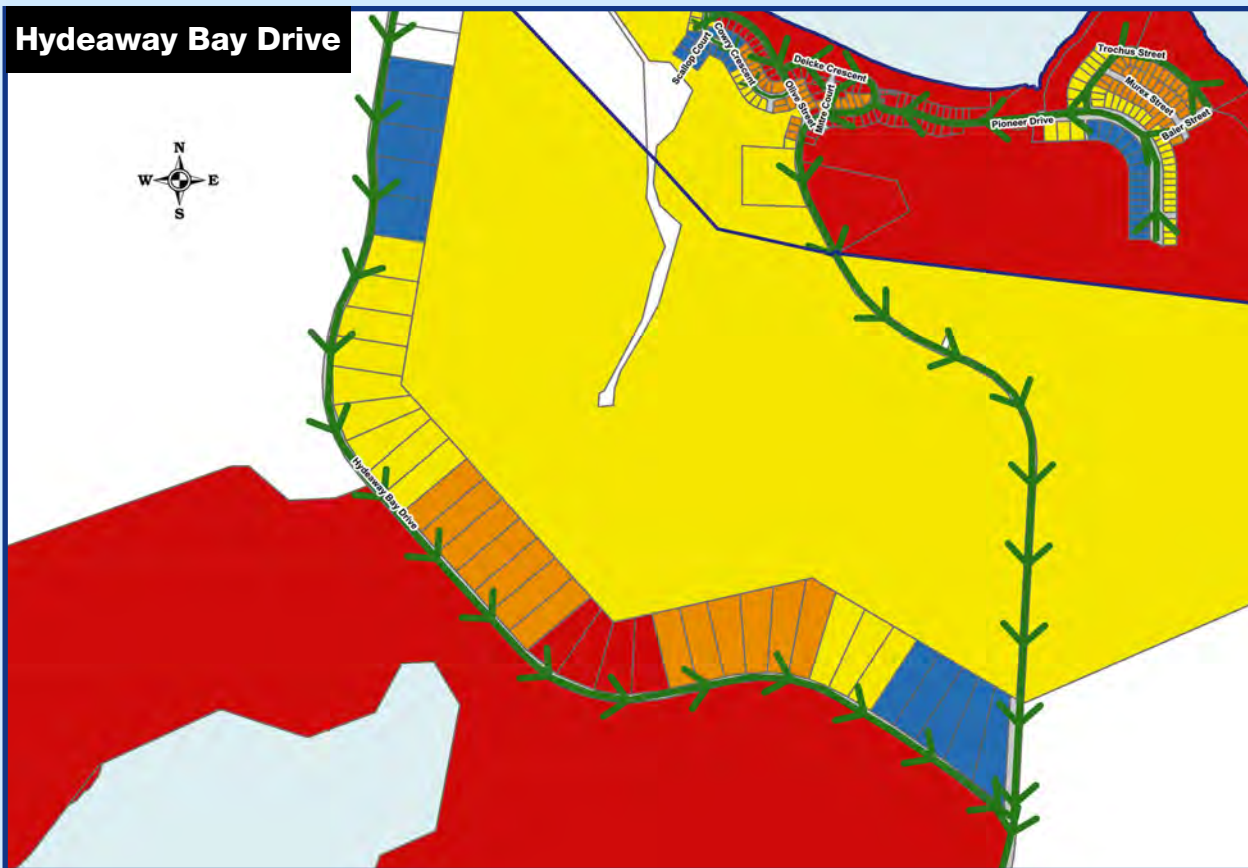 Hydeaway Bay Drive
N
W E
S
Scallop Court
Cowry Crescent
Deicke Crescent
Olive Street
Mitre Court
Pioneer Drive
Trochus Street
Murex Street
Baler Street
Hydeaway Bay Drive